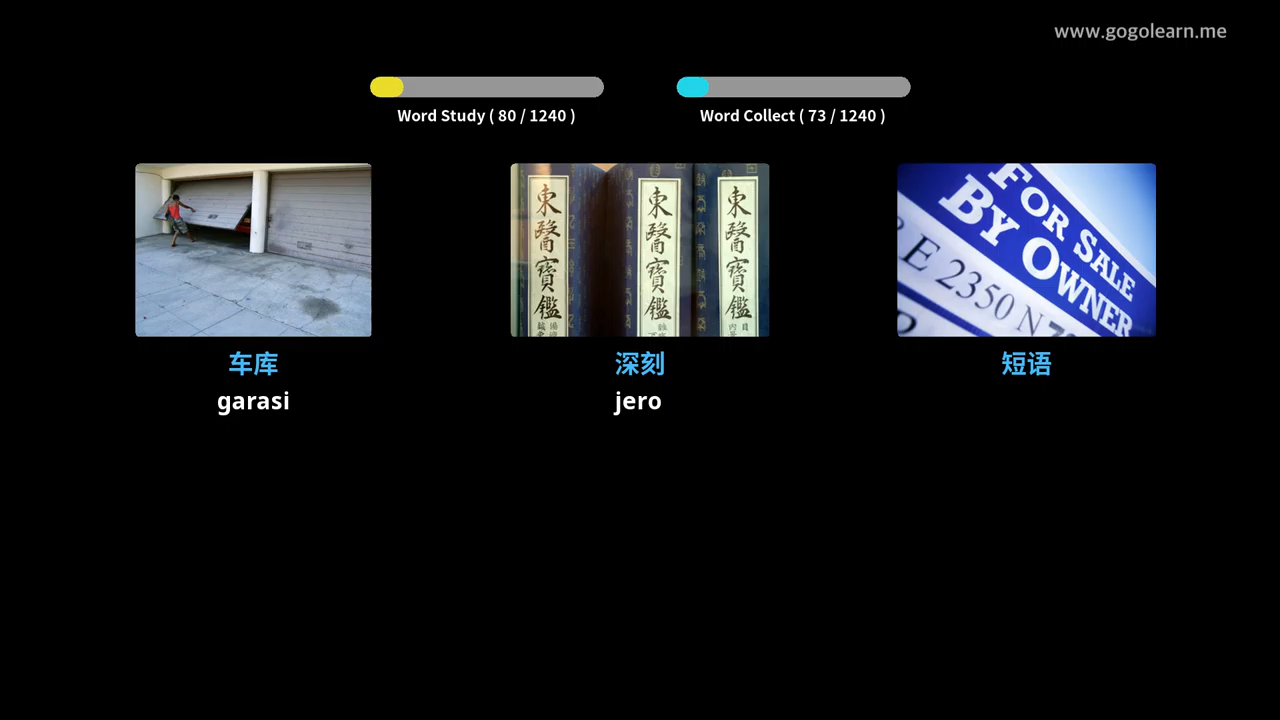 www.gogolearn.me
Word Study ( 80 / 1240 )
Word Collect ( 73 / 1240 )
東醫寶鑑
東醫寶鑑
東醫寶鑑
FOR SALE
BY OWNER
E 2350 N
车库
深刻
短语
garasi
jero